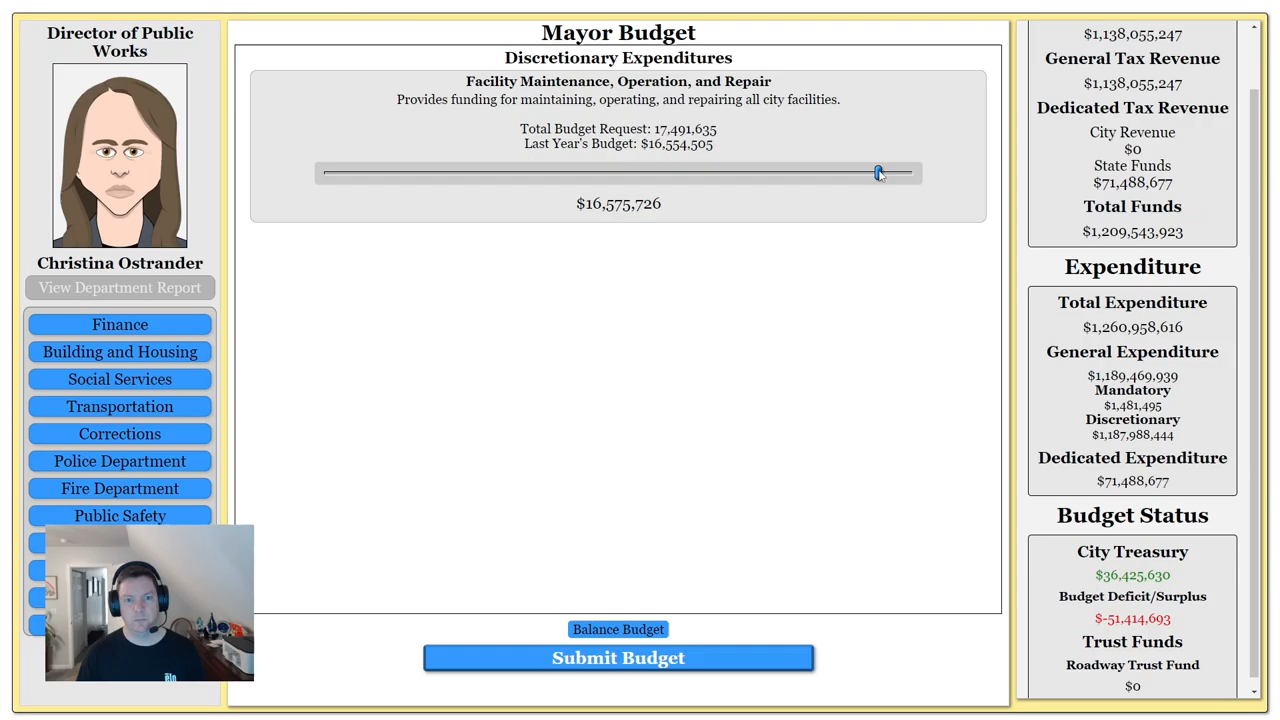 Director of Public
Works
Christina Ostrander
View Department Report
Finance
Building and Housing
Social Services
Transportation
Corrections
Police Department
Fire Department
Public Safety
Mayor Budget
Discretionary Expenditures
Facility Maintenance, Operation, and Repair
Provides funding for maintaining, operating, and repairing all city facilities.
Total Budget Request: 17,491,635
Last Year's Budget: $16,554,505
$16,575,726
Balance Budget
Submit Budget
$1,138,055,247
General Tax Revenue
$1,138,055,247
Dedicated Tax Revenue
City Revenue
$0
State Funds
$71,488,677
Total Funds
$1,209,543,923
Expenditure
Total Expenditure
$1,260,958,616
General Expenditure
$1,189,469,939
Mandatory
$1,481,495
Discretionary
$1,187,988,444
Dedicated Expenditure
$71,488,677
Budget Status
City Treasury
$36,425,630
Budget Deficit/Surplus
$-51,414,693
Trust Funds
Roadway Trust Fund
$0